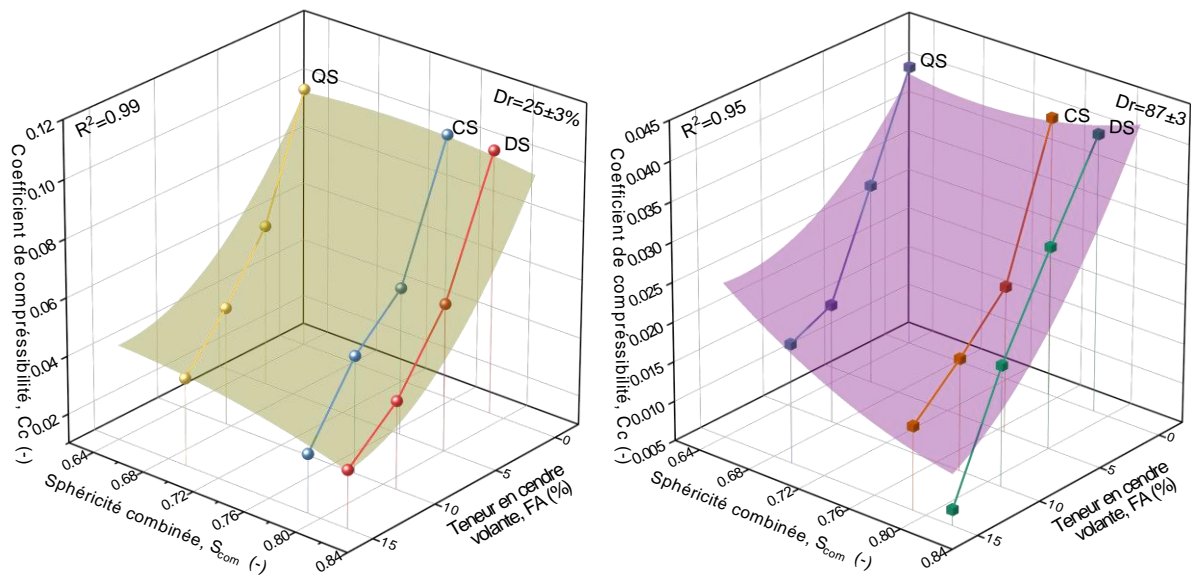 R²=0.99
QS
CS
DS
Dr=25±3%
0.12
0.10
0.08
0.06
0.04
0.02
Coefficient de compréssibilité, Cc (-)
0.64
0.68
0.72
0.76
0.80
0.84
Sphéricité combinée, S_com (-)
0
5
10
15
Teneur en cendre
volante, FA (%)
R²=0.95
QS
CS
DS
Dr=87±3
0.045
0.040
0.035
0.030
0.025
0.020
0.015
0.010
0.005
Coefficient de compréssibilité, Cc (-)
0.64
0.68
0.72
0.76
0.80
0.84
Sphéricité combinée, S_com (-)
0
5
10
15
Teneur en cendre
volante, FA (%)